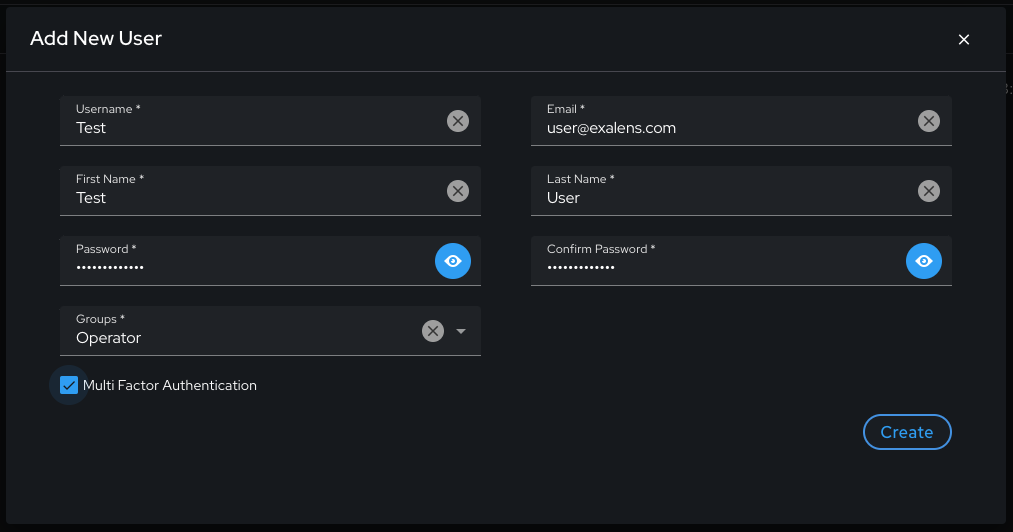 Add New User
Username *
Test
Email *
user@exalens.com
First Name *
Test
Last Name *
User
Password *
•••••••••••••
Confirm Password *
•••••••••••••
Groups *
Operator
Multi Factor Authentication
Create